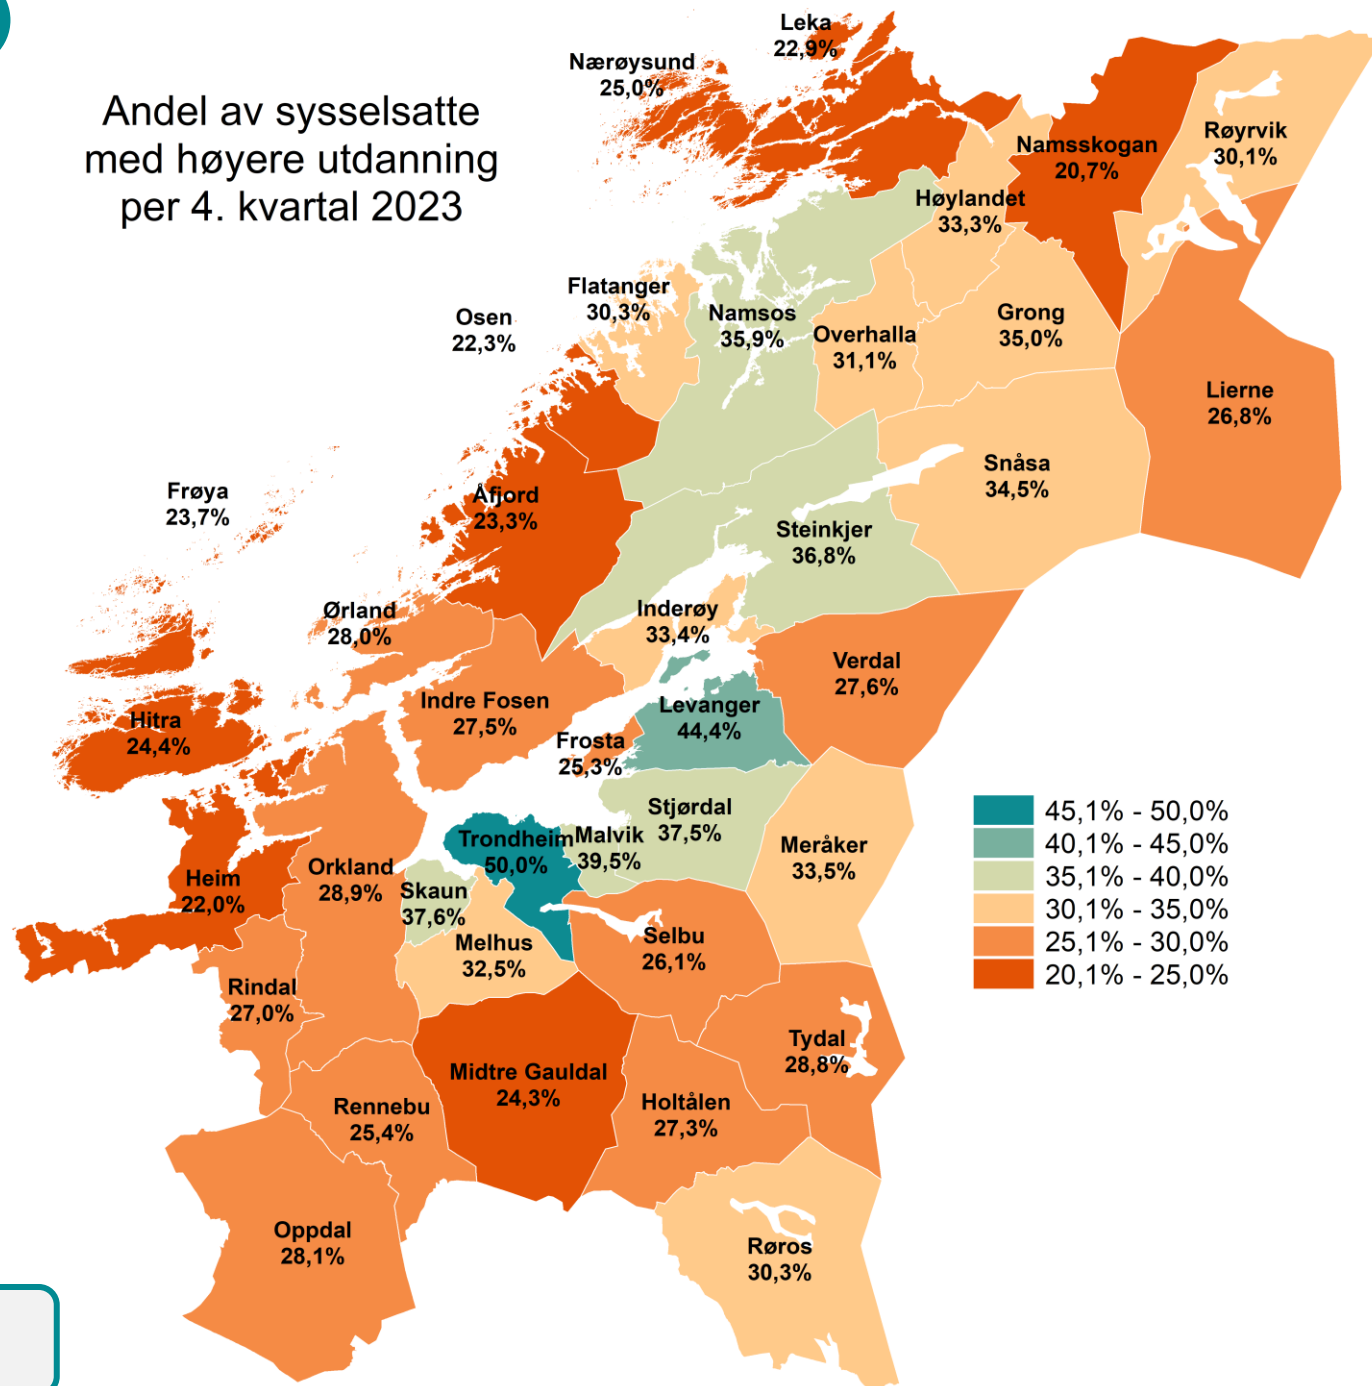 Andel av sysselsatte
med høyere utdanning
per 4. kvartal 2023
Leka
22,9%
Nærøysund
25,0%
Namsskogan
20,7%
Røyrvik
30,1%
Høylandet
33,3%
Flatanger
30,3%
Namsos
35,9%
Osen
22,3%
Overhalla
31,1%
Grong
35,0%
Lierne
26,8%
Snåsa
34,5%
Frøya
23,7%
Åfjord
23,3%
Steinkjer
36,8%
Ørland
28,0%
Inderøy
33,4%
Verdal
27,6%
Indre Fosen
27,5%
Levanger
44,4%
Hitra
24,4%
Frosta
25,3%
Stjørdal
37,5%
Trondheim
50,0%
Malvik
39,5%
Meråker
33,5%
Heim
22,0%
Orkland
28,9%
Skaun
37,6%
Melhus
32,5%
Selbu
26,1%
Rindal
27,0%
Tydal
28,8%
Midtre Gauldal
24,3%
Rennebu
25,4%
Holtålen
27,3%
Oppdal
28,1%
Røros
30,3%
45,1% - 50,0%
40,1% - 45,0%
35,1% - 40,0%
30,1% - 35,0%
25,1% - 30,0%
20,1% - 25,0%